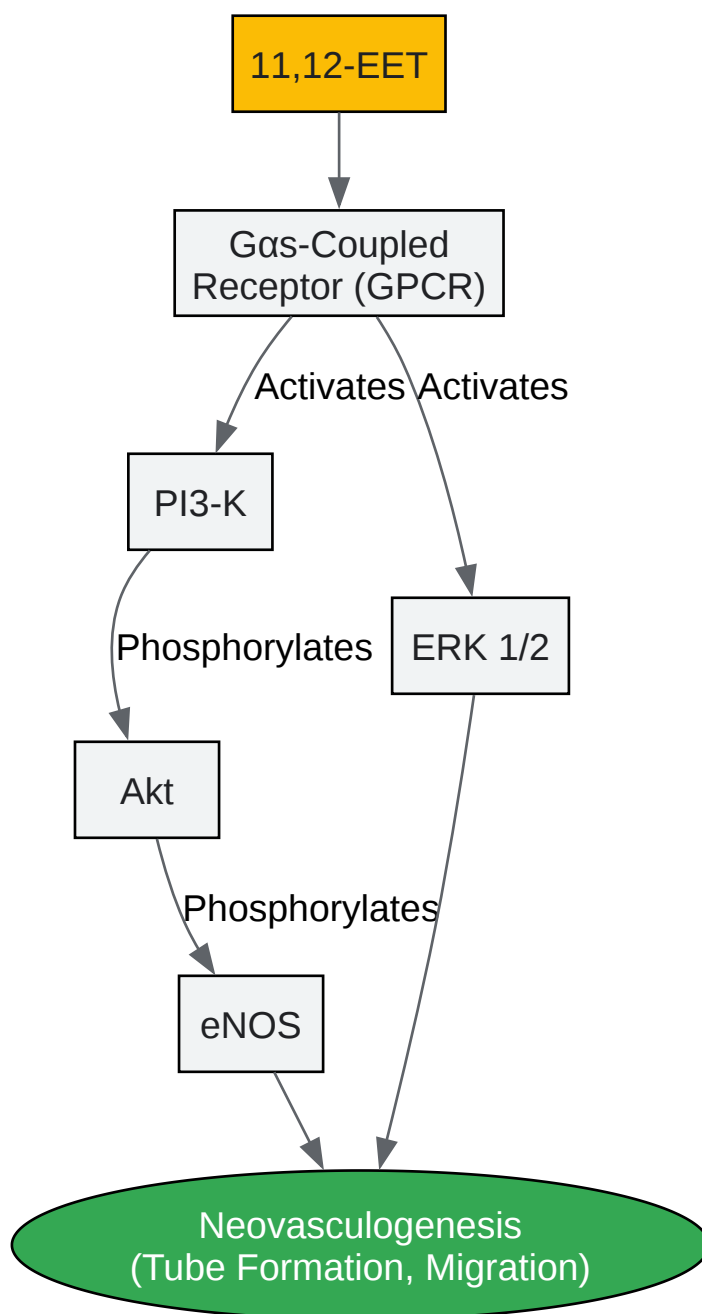 11,12-EET
Gαs-Coupled
Receptor (GPCR)
Activates
Activates
PI3-K
Phosphorylates
ERK 1/2
Akt
Phosphorylates
eNOS
Neovasculogenesis
(Tube Formation, Migration)